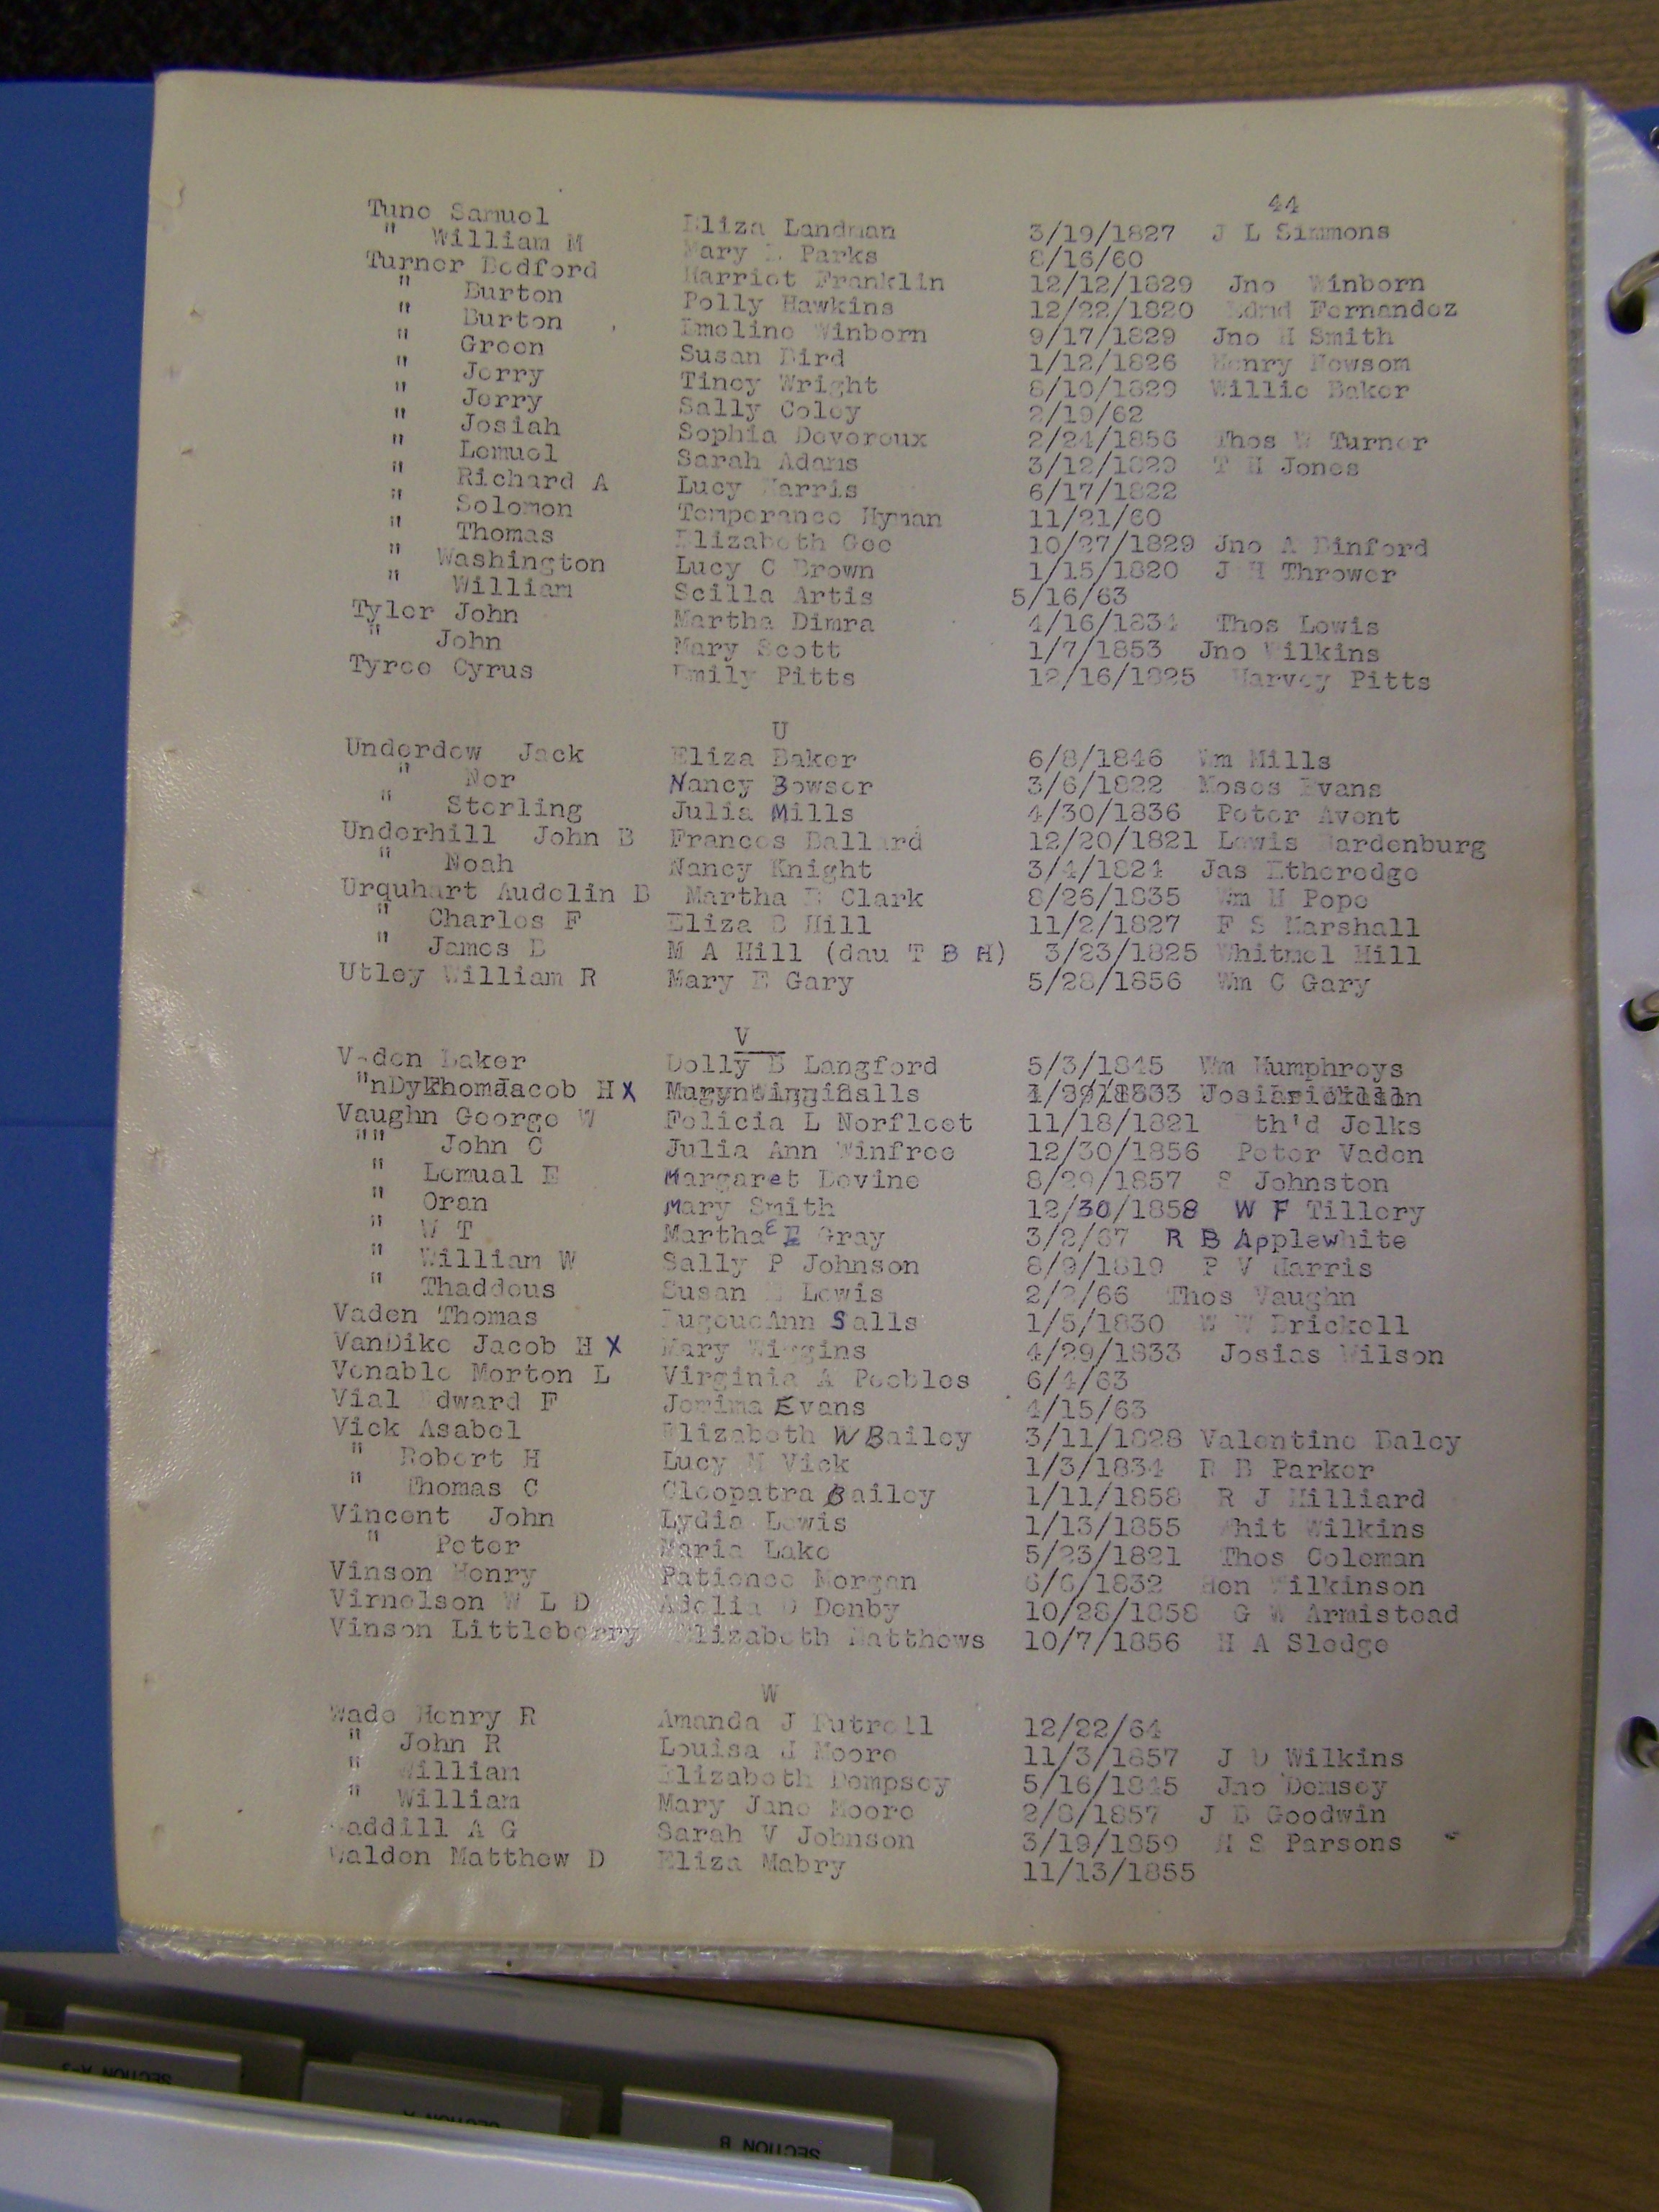 44
Tune Samuel Eliza Landman 3/19/1827 J L Simmons
" William M Mary E Parks 8/16/60
Turner Bedford Harriet Franklin 12/12/1829 Jno Winborn
" Burton Polly Hawkins 12/22/1820 Edmd Fernandez
" Burton Emeline Winborn 9/17/1829 Jno H Smith
" Green Susan Bird 1/12/1826 Henry Newsom
" Jerry Tincy Wright 8/10/1829 Willie Baker
" Jerry Sally Coley 2/19/62
" Josiah Sophia Devereux 2/24/1856 Thos W Turner
" Lemuel Sarah Adams 3/12/1829 T H Jones
" Richard A Lucy Harris 6/17/1822
" Solomon Temperance Hyman 11/21/60
" Thomas Elizabeth Gee 10/27/1829 Jno A Binford
" Washington Lucy C Brown 1/15/1820 J H Thrower
" William Scilla Artis 5/16/63
Tyler John Martha Dimra 4/16/1834 Thos Lewis
" John Mary Scott 1/7/1853 Jno Wilkins
Tyree Cyrus Emily Pitts 12/16/1825 Harvey Pitts
U
Underdew Jack Eliza Baker 6/8/1846 Wm Mills
" Nor Nancy Bowser 3/6/1822 Moses Evans
" Sterling Julia Mills 4/30/1836 Peter Avent
Underhill John B Frances Ballard 12/20/1821 Lewis Hardenburg
" Noah Nancy Knight 3/4/1824 Jas Etheredge
Urquhart Audelin B Martha E Clark 8/26/1835 Wm H Pope
" Charles F Eliza B Hill 11/2/1827 F S Marshall
" James B M A Hill (dau T B H) 3/23/1825 Whitmel Hill
Utley William R Mary E Gary 5/28/1856 Wm C Gary
V
Vaden Baker Dolly B Langford 5/3/1845 Wm Humphreys
" Jacob H X
Vaughn George W Felicia L Norfleet 11/18/1821 th'd Jelks
"" John C Julia Ann Winfree 12/30/1856 Peter Vaden
" Lemual E Margaret Devine 8/29/1857 S Johnston
" Oran Mary Smith 12/30/1858 W F Tillery
" W T Martha E Gray 3/2/67 R B Applewhite
" William W Sally P Johnson 8/9/1819 P V Harris
" Thaddeus Susan E Lewis 2/2/66 Thos Vaughn
Vaden Thomas Ann Salls 1/5/1830 W W Brickell
VanDike Jacob H X Mary Wiggins 4/29/1833 Josias Wilson
Venable Morton L Virginia A Peebles 6/4/63
Vial Edward F Jemima Evans 4/15/63
Vick Asabel Elizabeth W Bailey 3/11/1828 Valentine Baley
" Robert H Lucy M Vick 1/3/1834 R B Parker
" Thomas C Cleopatra Bailey 1/11/1858 R J Hilliard
Vincent John Lydia Lewis 1/13/1855 Whit Wilkins
" Peter Maria Lake 5/23/1821 Thos Coleman
Vinson Henry Patience Morgan 6/6/1832 Hen Wilkinson
Virnelson W L D Adelia D Denby 10/28/1858 G W Armistead
Vinson Littleberry Elizabeth Matthews 10/7/1856 H A Sledge
W
Wade Henry R Amanda J Futrell 12/22/64
" John R Louisa J Moore 11/3/1857 J D Wilkins
" William Elizabeth Dempsey 5/16/1845 Jno Demsey
" William Mary Jane Moore 2/8/1857 J B Goodwin
Waddill A G Sarah V Johnson 3/19/1859 M S Parsons
Walden Matthew D Eliza Mabry 11/13/1855
SECTION A-3
SECTION A
SECTION B